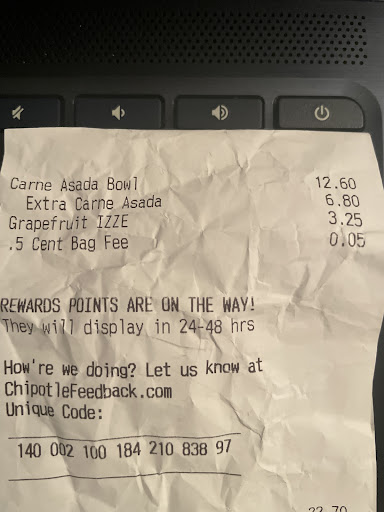 Carne Asada Bowl 12.60
Extra Carne Asada 6.80
Grapefruit IZZE 3.25
.5 Cent Bag Fee 0.05
REWARDS POINTS ARE ON THE WAY!
They will display in 24-48 hrs
How're we doing? Let us know at
ChipotleFeedback.com
Unique Code:
140 002 100 184 210 838 97
22.70